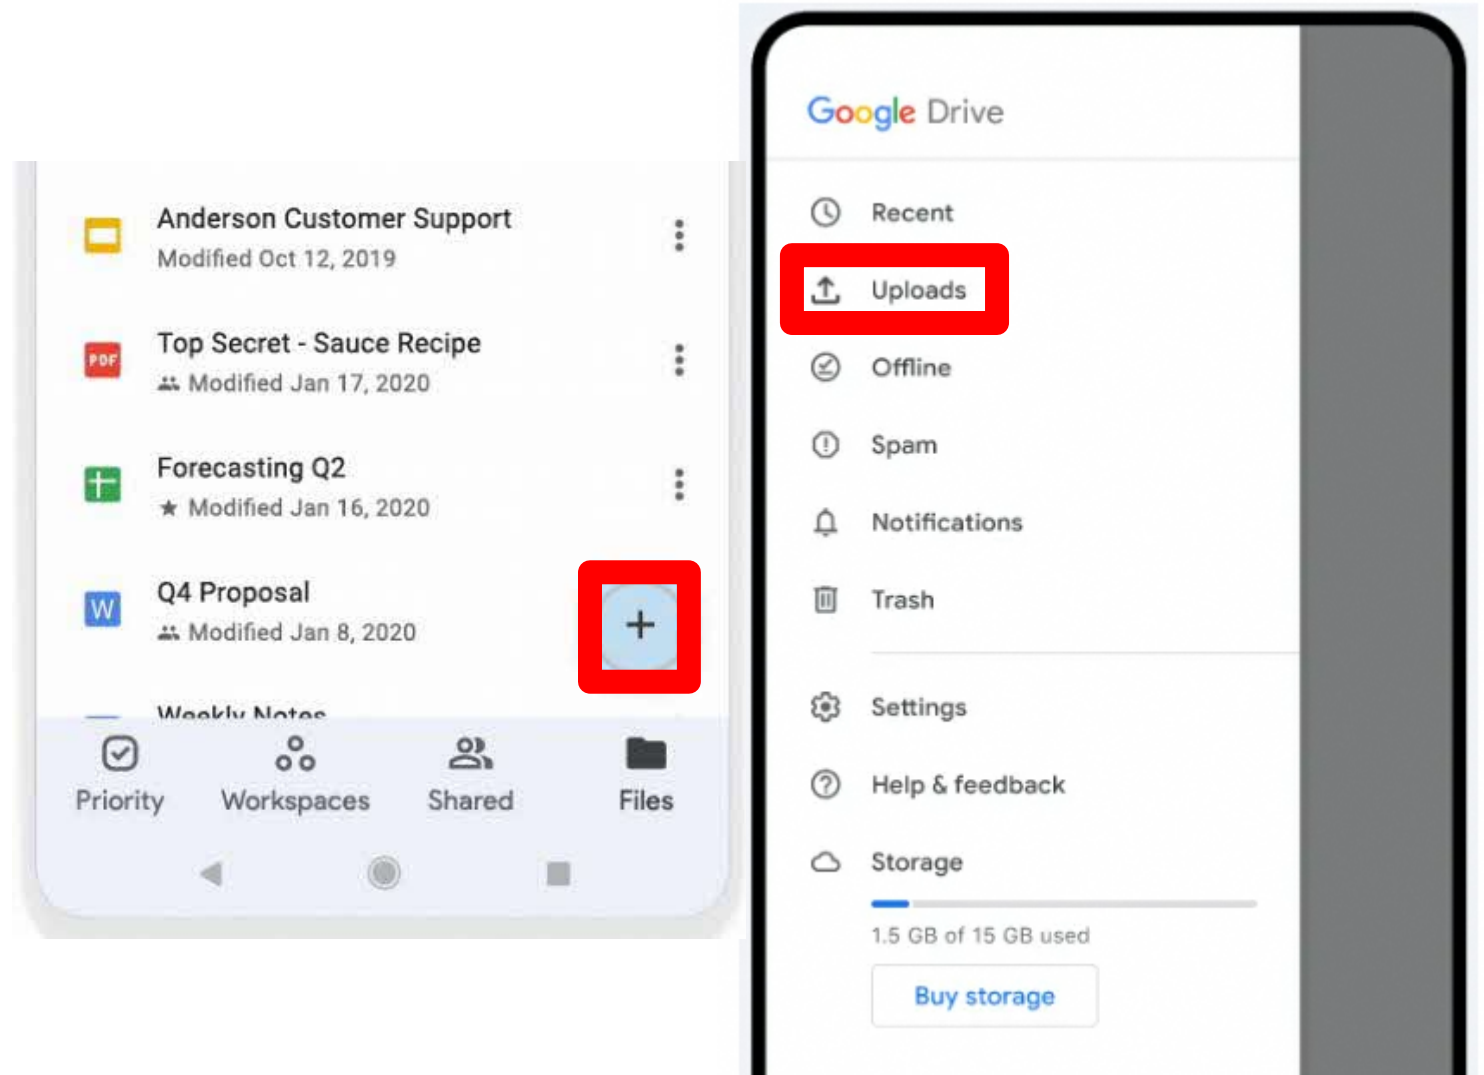 Anderson Customer Support
Modified Oct 12, 2019
PDF
Top Secret - Sauce Recipe
Modified Jan 17, 2020
Forecasting Q2
Modified Jan 16, 2020
W
Q4 Proposal
Modified Jan 8, 2020
Weekly Notes
Priority
Workspaces
Shared
Files
Google Drive
Recent
Uploads
Offline
Spam
Notifications
Trash
Settings
Help & feedback
Storage
1.5 GB of 15 GB used
Buy storage